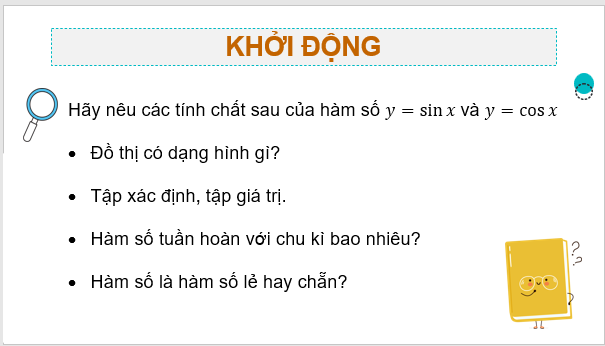 KHỞI ĐỘNG
Hãy nêu các tính chất sau của hàm số y = sin x và y = cos x
• Đồ thị có dạng hình gì?
• Tập xác định, tập giá trị.
• Hàm số tuần hoàn với chu kì bao nhiêu?
• Hàm số là hàm số lẻ hay chẵn?